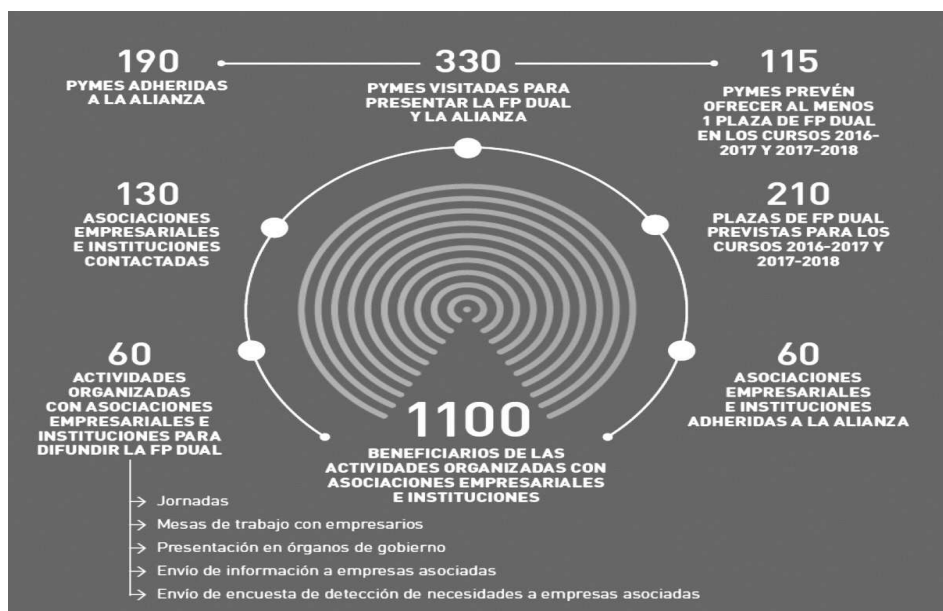 190
PYMES ADHERIDAS
A LA ALIANZA
330
PYMES VISITADAS PARA
PRESENTAR LA FP DUAL
Y LA ALIANZA
115
PYMES PREVÉN
OFRECER AL MENOS
1 PLAZA DE FP DUAL
EN LOS CURSOS 2016-
2017 Y 2017-2018
130
ASOCIACIONES
EMPRESARIALES
E INSTITUCIONES
CONTACTADAS
210
PLAZAS DE FP DUAL
PREVISTAS PARA LOS
CURSOS 2016-2017 Y
2017-2018
60
ACTIVIDADES
ORGANIZADAS
CON ASOCIACIONES
EMPRESARIALES E
INSTITUCIONES PARA
DIFUNDIR LA FP DUAL
60
ASOCIACIONES
EMPRESARIALES
E INSTITUCIONES
ADHERIDAS A LA ALIANZA
1100
BENEFICIARIOS DE LAS
ACTIVIDADES ORGANIZADAS CON
ASOCIACIONES EMPRESARIALES
E INSTITUCIONES
Jornadas
Mesas de trabajo con empresarios
Presentación en órganos de gobierno
Envío de información a empresas asociadas
Envío de encuesta de detección de necesidades a empresas asociadas